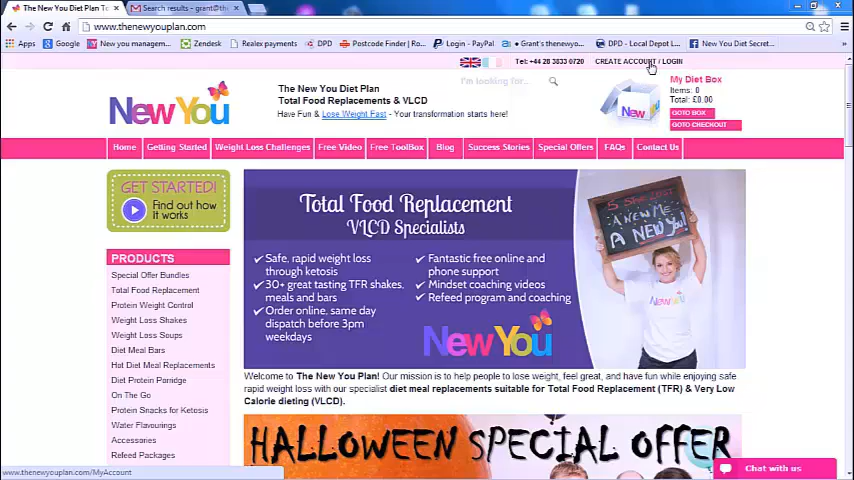 The New You Diet Plan To
Search results - grant@th
www.thenewyouplan.com
Apps
Google
New you managemen
Zendesk
Realex payments
DPD
Postcode Finder | Ro
Login - PayPal
Grant's thenewyo...
DPD - Local Depot L
New You Diet Secret...
Tel: +44 28 3833 0720
CREATE ACCOUNT / LOGIN
The New You Diet Plan
Total Food Replacements & VLCD
Have Fun & Lose Weight Fast - Your transformation starts here!
I'm looking for...
New You
New You
My Diet Box
Items: 0
Total: £0.00
GOTO BOX
GOTO CHECKOUT
Home
Getting Started
Weight Loss Challenges
Free Video
Free ToolBox
Blog
Success Stories
Special Offers
FAQs
Contact Us
GET STARTED!
Find out how
it works
PRODUCTS
Special Offer Bundles
Total Food Replacement
Protein Weight Control
Weight Loss Shakes
Weight Loss Soups
Diet Meal Bars
Hot Diet Meal Replacements
Diet Protein Porridge
On The Go
Protein Snacks for Ketosis
Water Flavourings
Accessories
Refeed Packages
Total Food Replacement
VLCD Specialists
✓Safe, rapid weight loss
through ketosis
✓30+ great tasting TFR shakes,
meals and bars
✓Order online, same day
dispatch before 3pm
weekdays
✓Fantastic free online and
phone support
✓Mindset coaching videos
✓Refeed program and coaching
New You
A NEW ME
A NEW You!
NewYou
Welcome to The New You Plan! Our mission is to help people to lose weight, feel great, and have fun while enjoying safe
rapid weight loss with our specialist diet meal replacements suitable for Total Food Replacement (TFR) & Very Low
Calorie dieting (VLCD).
HALLOWEEN SPECIAL OFFER
Chat with us
www.thenewyouplan.com/MyAccount